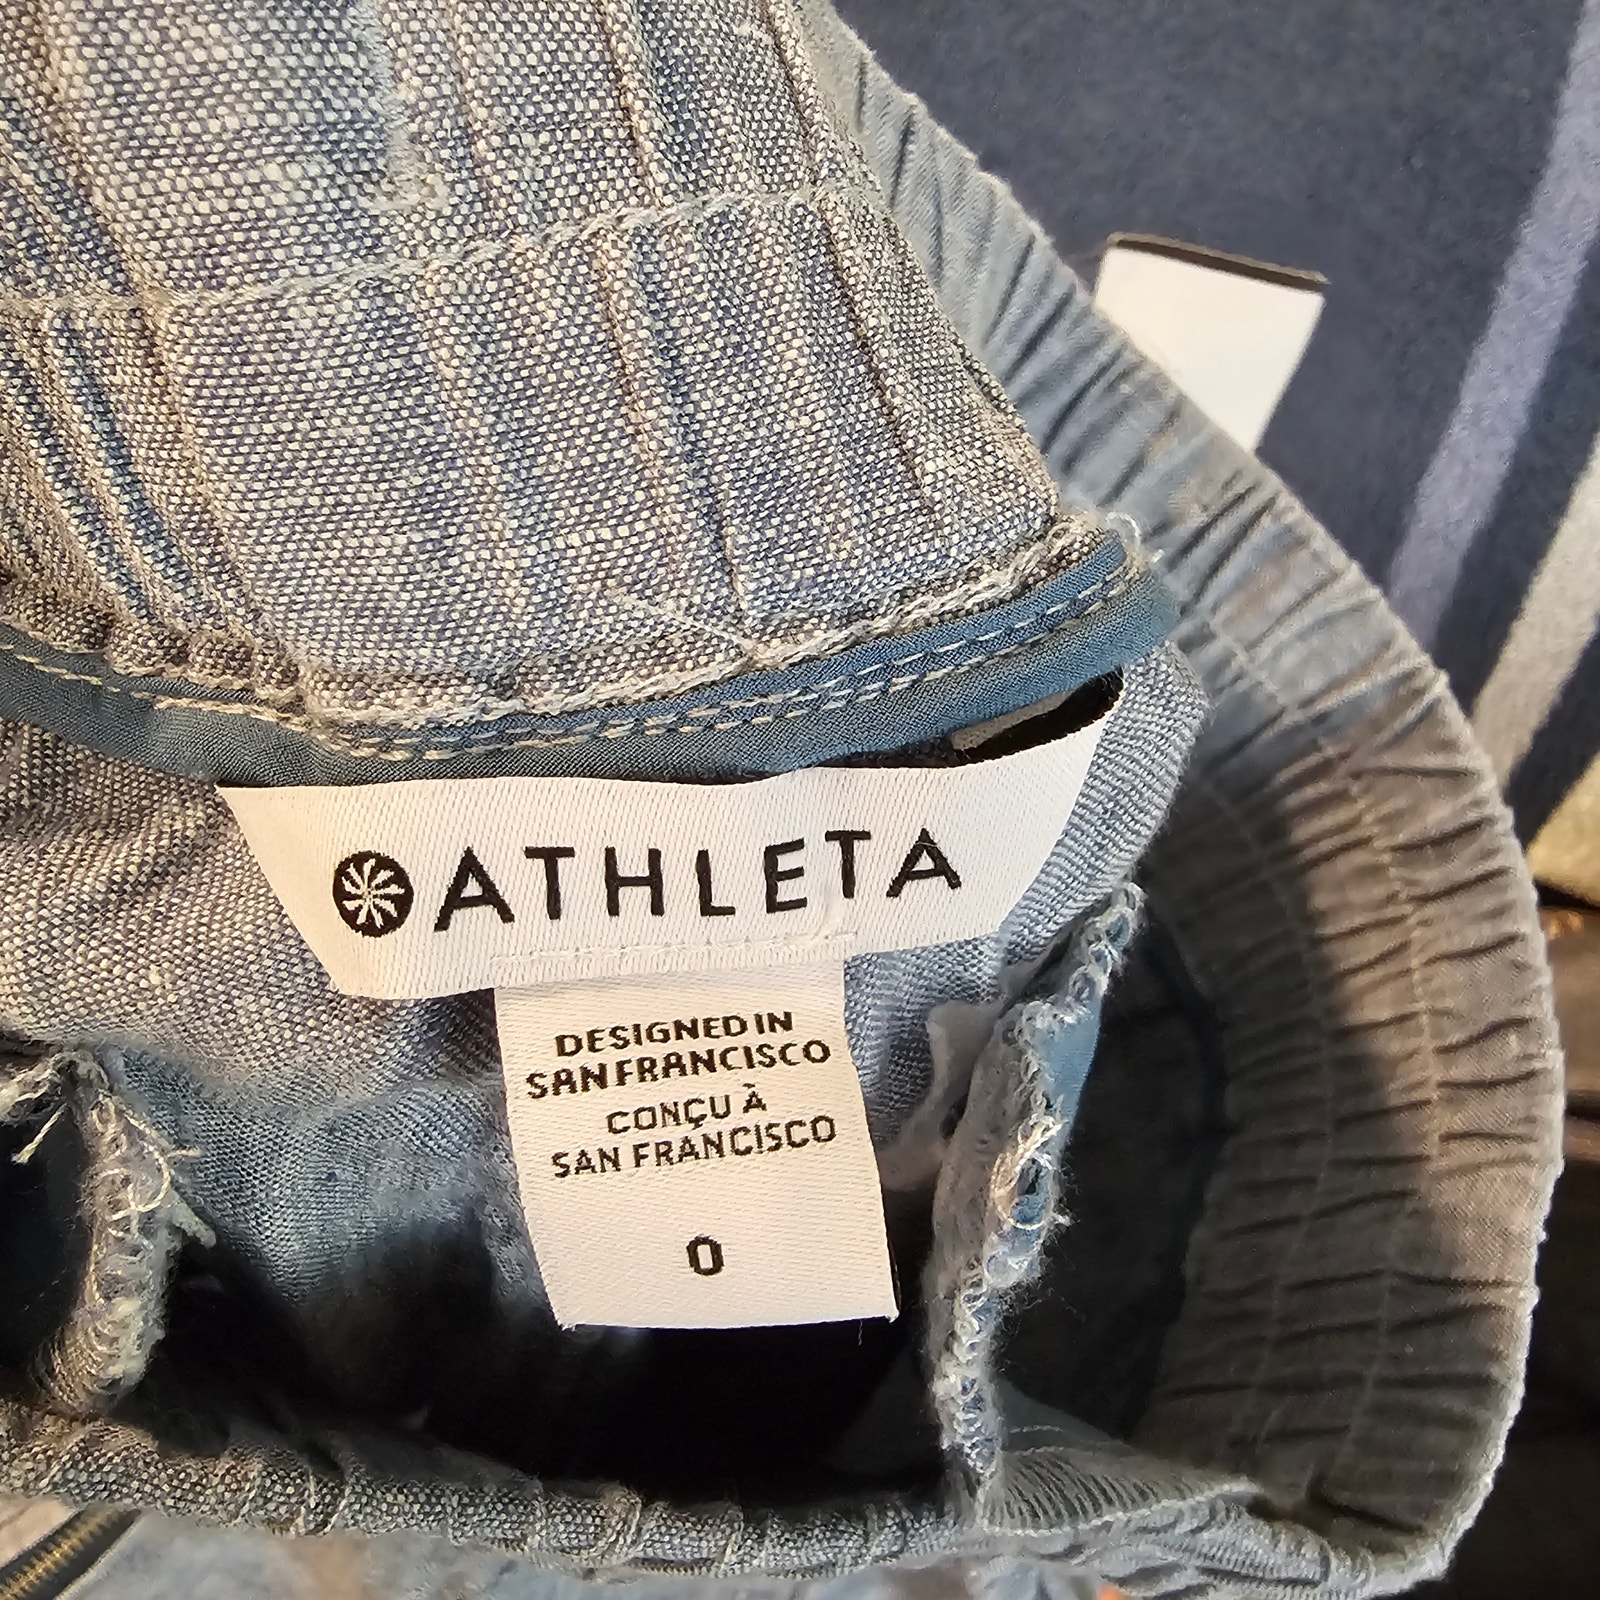 ATHLETA
DESIGNED IN
SAN FRANCISCO
CONÇU À
SAN FRANCISCO
0